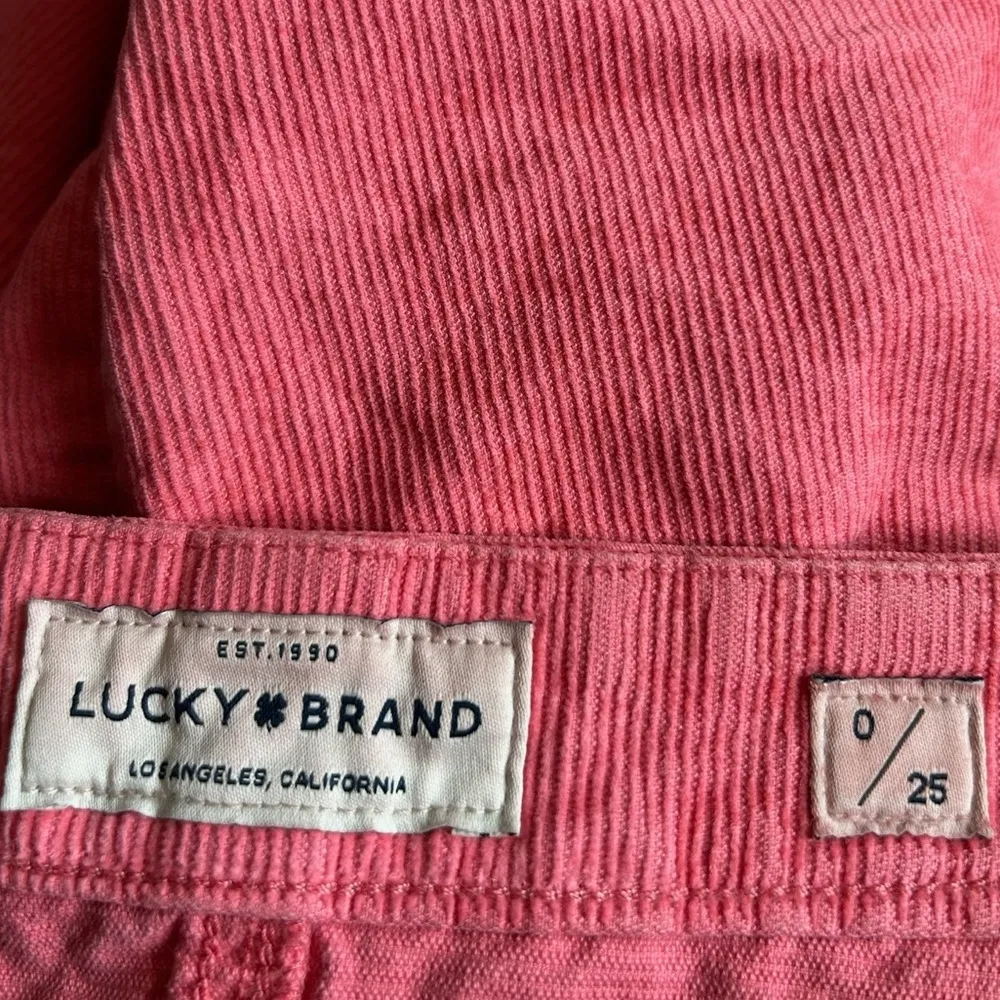 EST.1990
LUCKY BRAND
LOS ANGELES, CALIFORNIA
0/25